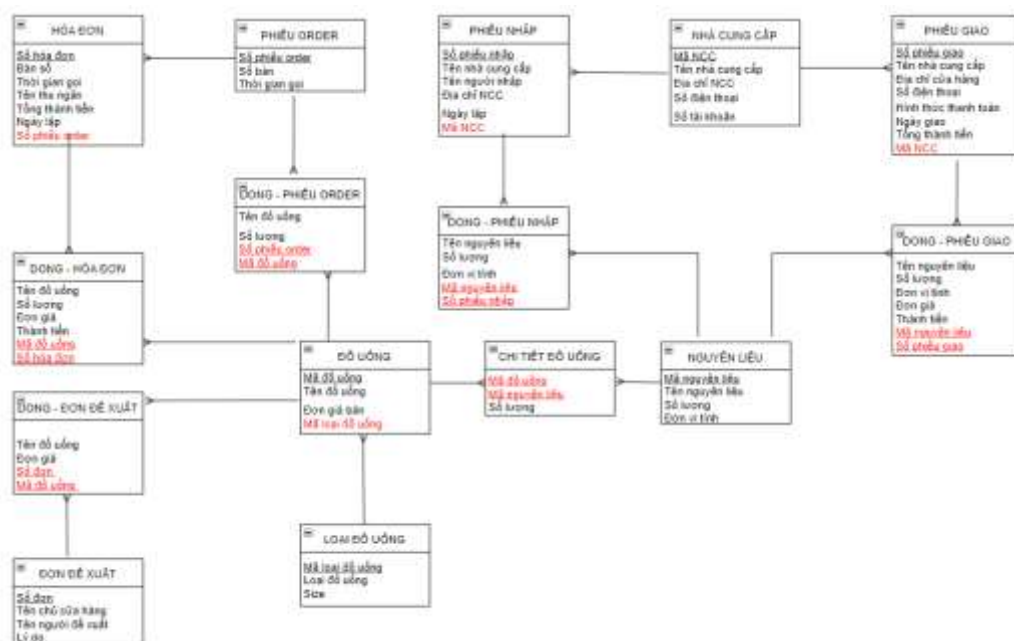 HÓA ĐƠN
Số hóa đơn
Bàn số
Thời gian gọi
Tên thu ngân
Tổng thành tiền
Ngày lập
Số phiếu order
PHIẾU ORDER
Số phiếu order
Số bàn
Thời gian gọi
PHIẾU NHẬP
Số phiếu nhập
Tên nhà cung cấp
Tên người nhập
Địa chỉ NCC
Ngày lập
Mã NCC
NHÀ CUNG CẤP
Mã NCC
Tên nhà cung cấp
Địa chỉ NCC
Số điện thoại
Số tài khoản
PHIẾU GIAO
Số phiếu giao
Tên nhà cung cấp
Địa chỉ cửa hàng
Số điện thoại
Hình thức thanh toán
Ngày giao
Tổng thành tiền
Mã NCC
DONG - PHIẾU ORDER
Tên đồ uống
Số lượng
Số phiếu order
Mã đồ uống
DONG - PHIẾU NHẬP
Tên nguyên liệu
Số lượng
Đơn vị tính
Mã nguyên liệu
Số phiếu nhập
DONG - PHIẾU GIAO
Tên nguyên liệu
Số lượng
Đơn vị tính
Đơn giá
Thành tiền
Mã nguyên liệu
Số phiếu giao
DONG - HÓA ĐƠN
Tên đồ uống
Số lượng
Đơn giá
Thành tiền
Mã đồ uống
Số hóa đơn
ĐỒ UỐNG
Mã đồ uống
Tên đồ uống
Đơn giá bán
Mã loại đồ uống
CHI TIẾT ĐỒ UỐNG
Mã đồ uống
Mã nguyên liệu
Số lượng
NGUYÊN LIỆU
Mã nguyên liệu
Tên nguyên liệu
Số lượng
Đơn vị tính
DONG - ĐƠN ĐỀ XUẤT
Tên đồ uống
Đơn giá
Số đơn
Mã đồ uống
LOẠI ĐỒ UỐNG
Mã loại đồ uống
Loại đồ uống
Size
ĐƠN ĐỀ XUẤT
Số đơn
Tên chủ cửa hàng
Tên người đề xuất
Lý do